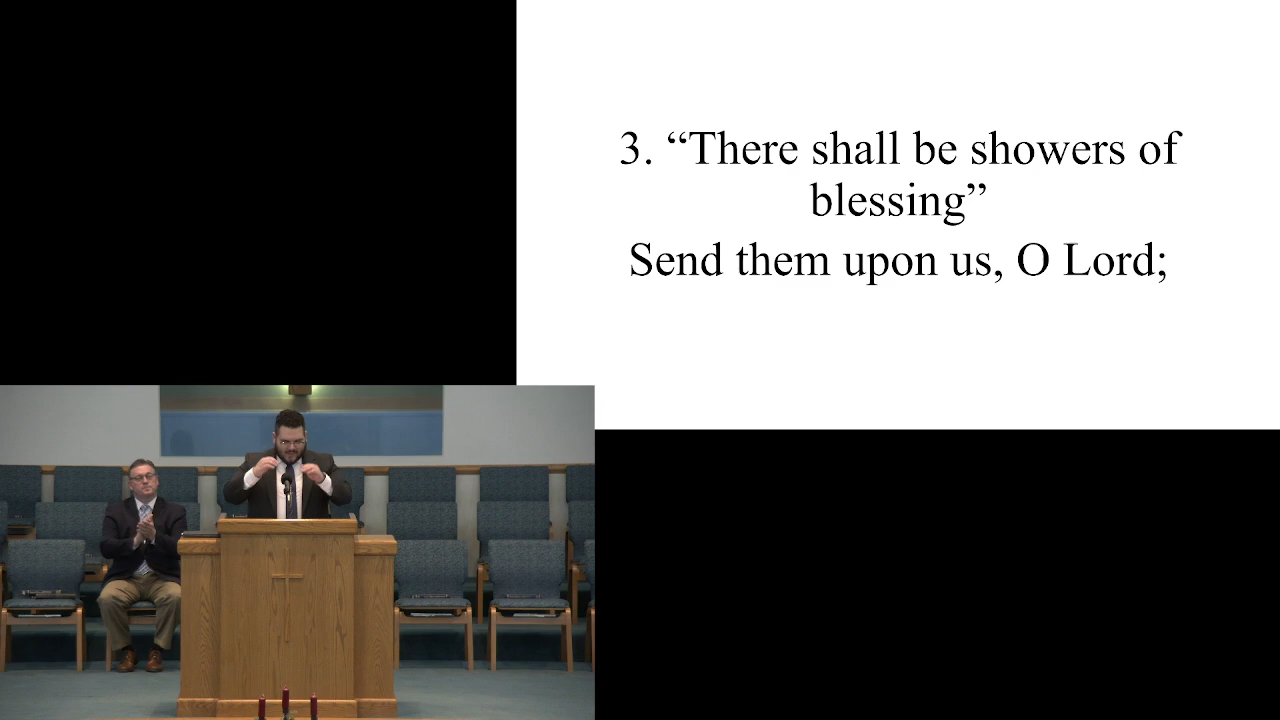 3. “There shall be showers of
blessing”
Send them upon us, O Lord;